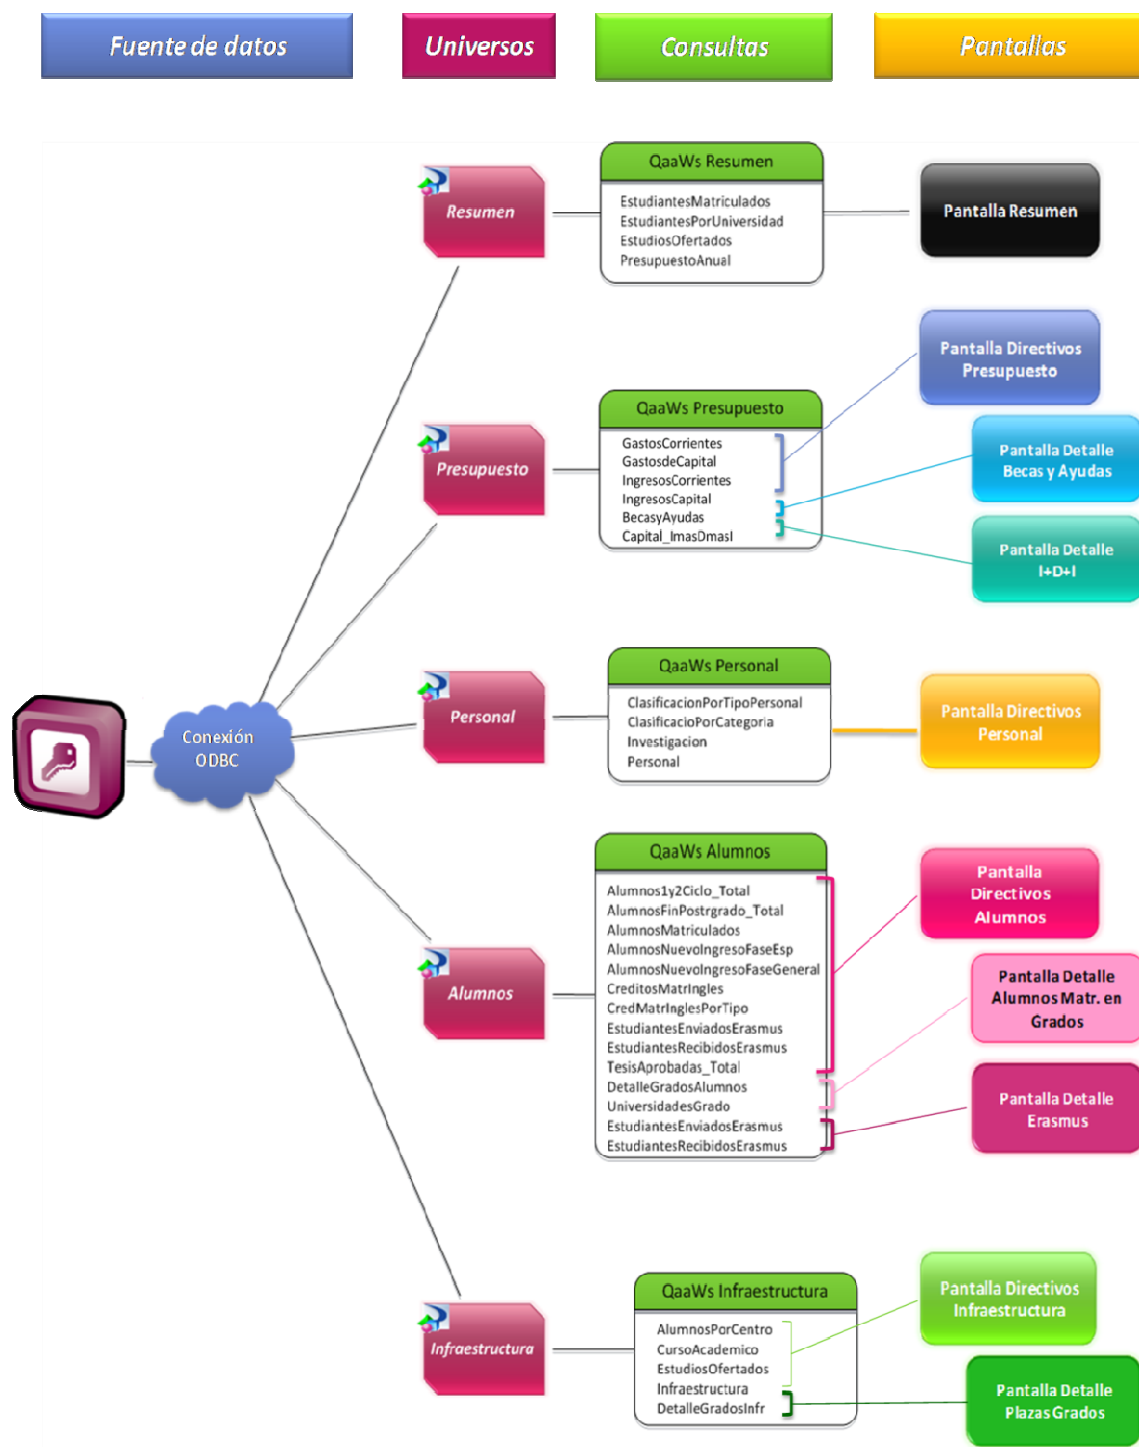 Fuente de datos
Universos
Consultas
Pantallas
Resumen
QaaWs Resumen
EstudiantesMatriculados
EstudiantesPorUniversidad
EstudiosOfertados
PresupuestoAnual
Pantalla Resumen
Presupuesto
QaaWs Presupuesto
GastosCorrientes
GastosdeCapital
IngresosCorrientes
IngresosCapital
BecasyAyudas
Capital_ImasDmasI
Pantalla Directivos
Presupuesto
Pantalla Detalle
Becas y Ayudas
Pantalla Detalle
I+D+I
Conexión
ODBC
Personal
QaaWs Personal
ClasificacionPorTipoPersonal
ClasificacioPorCategoria
Investigacion
Personal
Pantalla Directivos
Personal
Alumnos
QaaWs Alumnos
Alumnos1y2Ciclo_Total
AlumnosFinPostrgrado_Total
AlumnosMatriculados
AlumnosNuevoIngresoFaseEsp
AlumnosNuevoIngresoFaseGeneral
CreditosMatrIngles
CredMatrInglesPorTipo
EstudiantesEnviadosErasmus
EstudiantesRecibidosErasmus
TesisAprobadas_Total
DetalleGradosAlumnos
UniversidadesGrado
EstudiantesEnviadosErasmus
EstudiantesRecibidosErasmus
Pantalla
Directivos
Alumnos
Pantalla Detalle
Alumnos Matr. en
Grados
Pantalla Detalle
Erasmus
Infraestructura
QaaWs Infraestructura
AlumnosPorCentro
CursoAcademico
EstudiosOfertados
Infraestructura
DetalleGradosInfr
Pantalla Directivos
Infraestructura
Pantalla Detalle
Plazas Grados